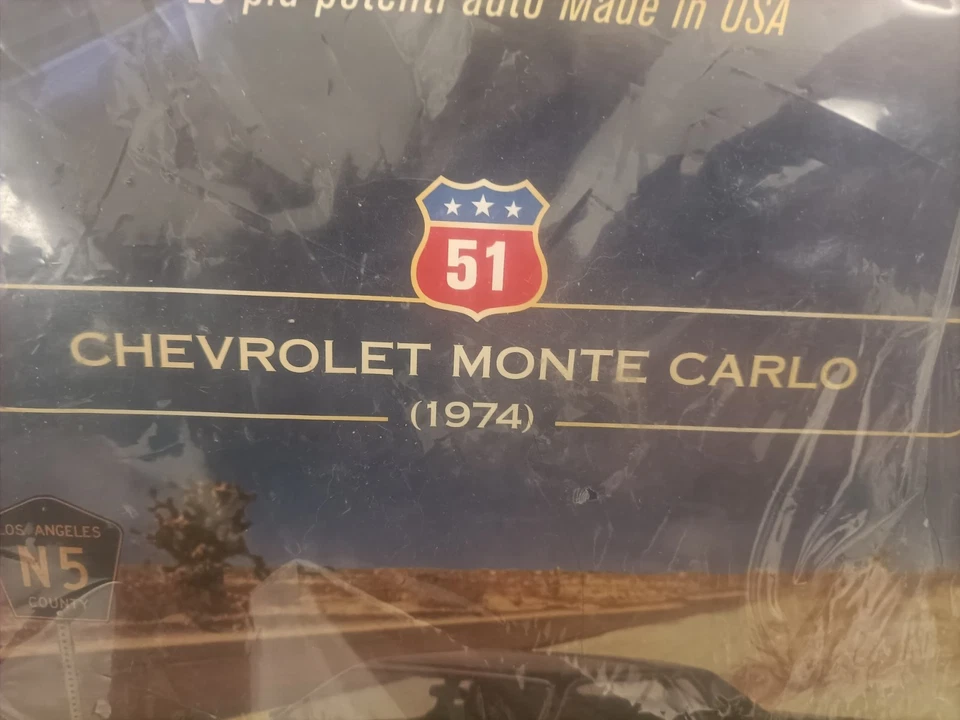 Le più potenti auto Made in USA
51
CHEVROLET MONTE CARLO
(1974)
LOS ANGELES
N5
COUNTY